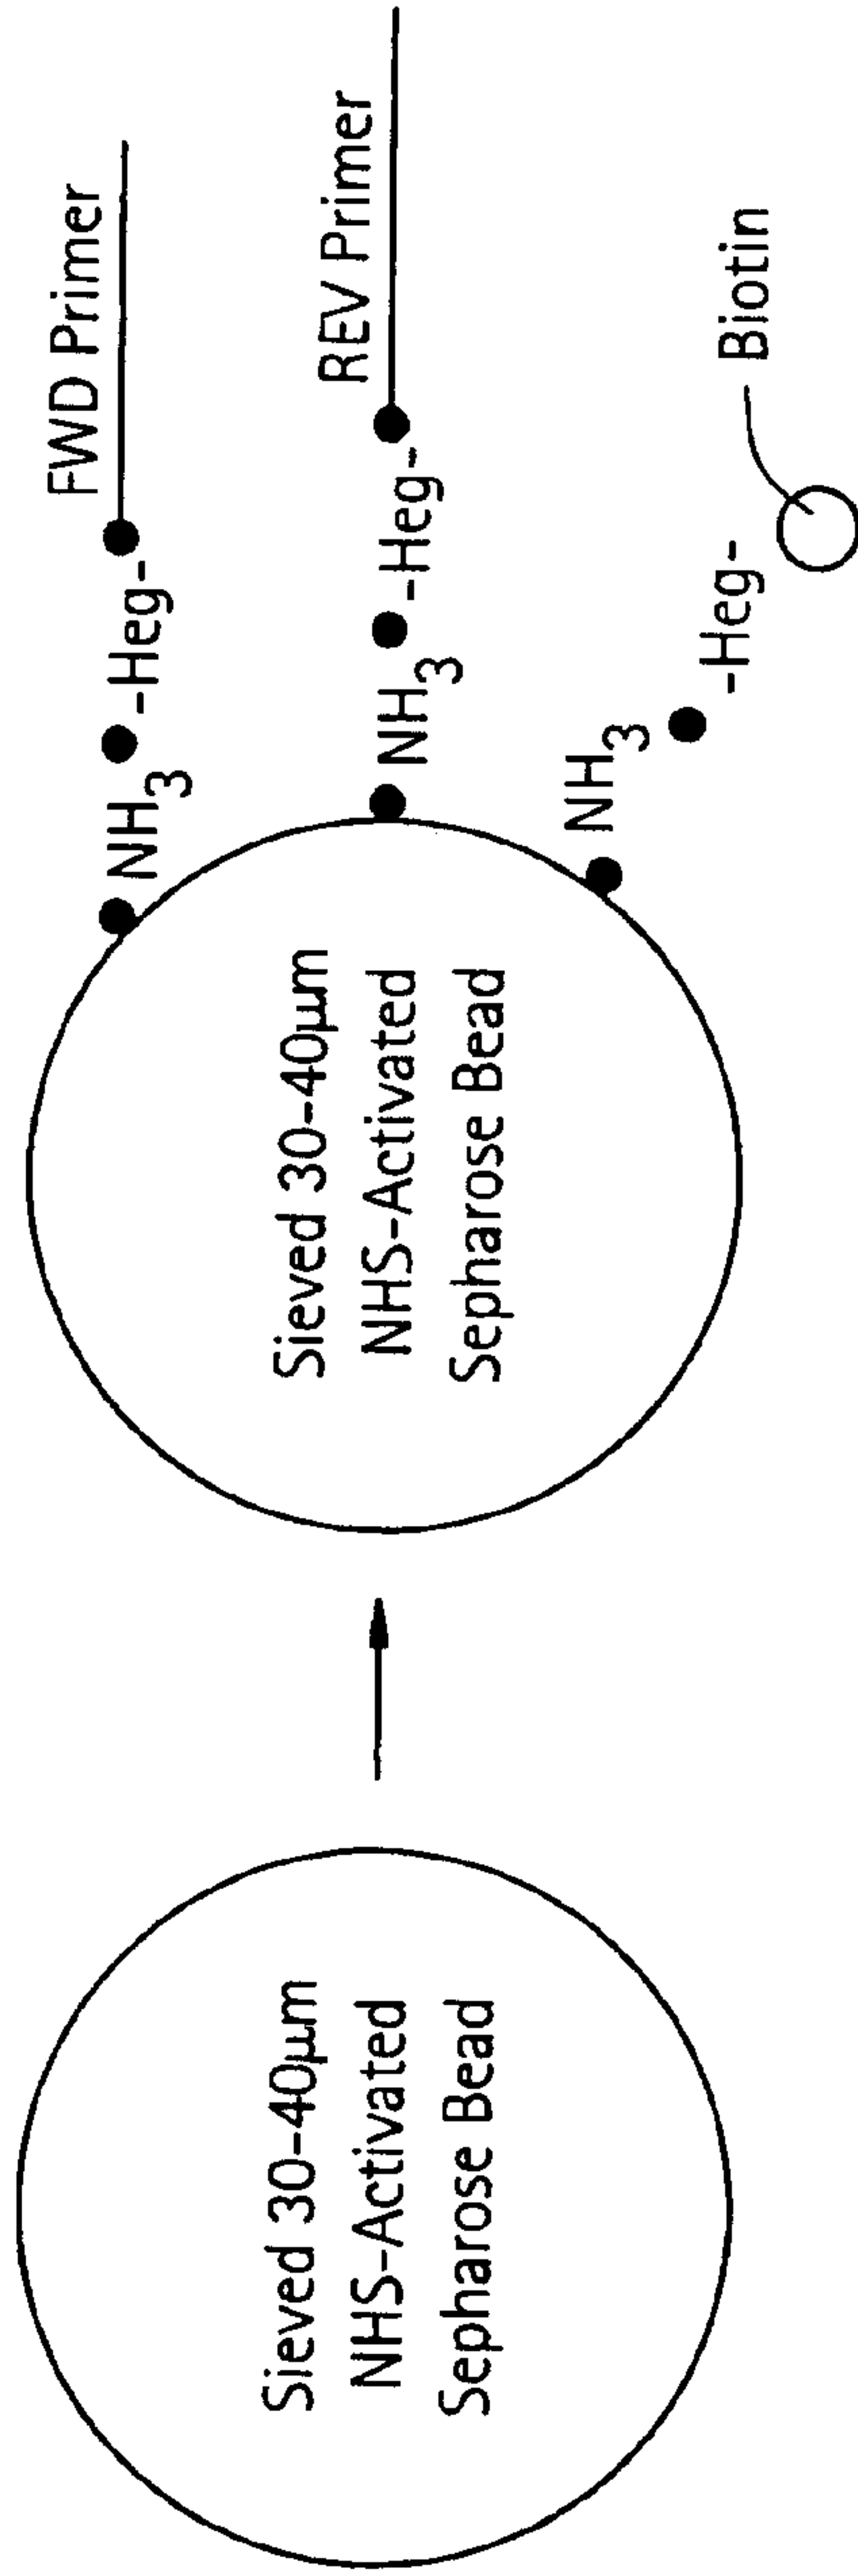 Sieved 30-40µm
NHS-Activated
Sepharose Bead
Sieved 30-40µm
NHS-Activated
Sepharose Bead
NH3
-Heg-
FWD Primer
NH3
-Heg-
REV Primer
NH3
-Heg-
Biotin